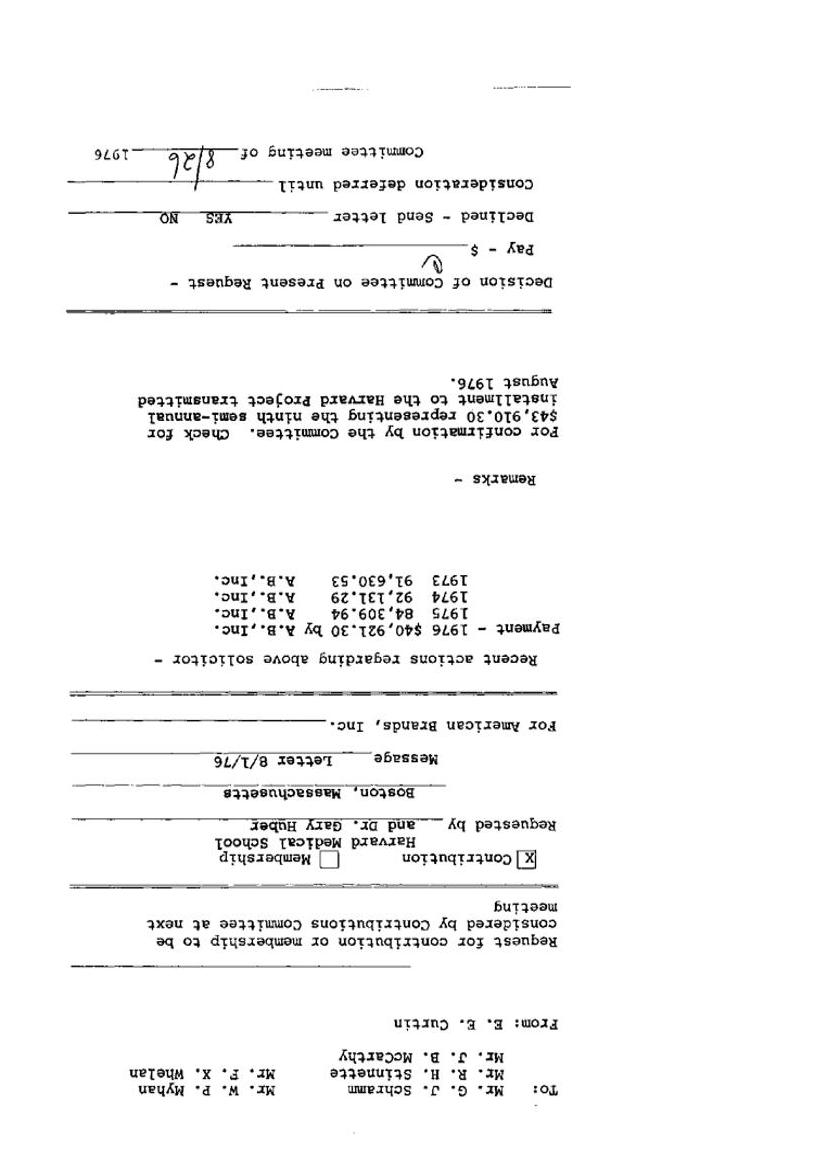 To: Mr. G. J. Schramm Mr. W. P. Myhan
Mr. R. H. Stinnette Mr. F. X. Whelan
Mr. J. B. McCarthy
From: E. E. Curtin
Request for contribution or membership to be
considered by Contributions Committee at next
meeting
[X] Contribution [ ] Membership
Harvard Medical School
Requested by and Dr. Gary Huber
Boston, Massachusetts
Message Letter 8/1/76
For American Brands, Inc.
Recent actions regarding above solicitor -
Payment - 1976 $40,921.30 by A.B.,Inc.
1975 84,309.94 A.B.,Inc.
1974 92,131.29 A.B.,Inc.
1973 91,630.53 A.B.,Inc.
Remarks -
For confirmation by the Committee. Check for
$43,910.30 representing the ninth semi-annual
installment to the Harvard Project transmitted
August 1976.
Decision of Committee on Present Request -
Pay - $
Declined - Send letter YES NO
Consideration deferred until
Committee meeting of 8/26 1976